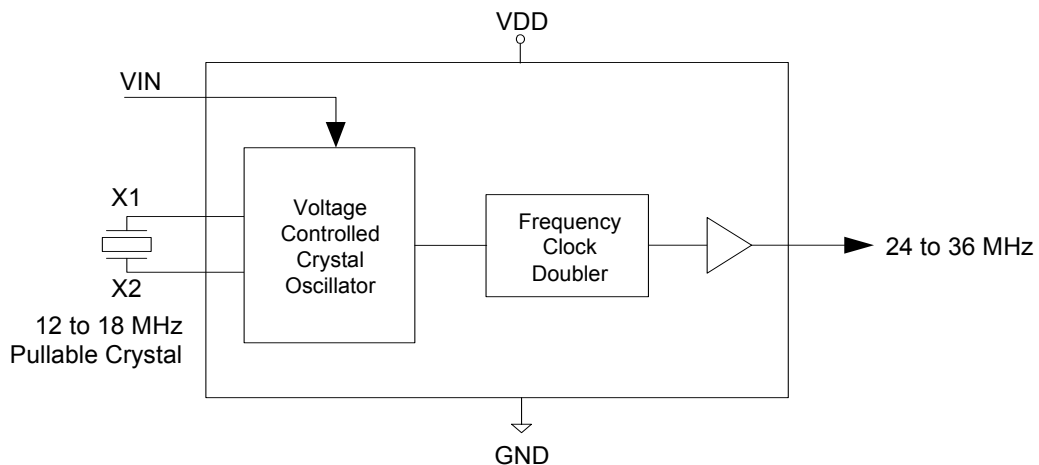 VDD
VIN
X1
X2
12 to 18 MHz
Pullable Crystal
Voltage
Controlled
Crystal
Oscillator
Frequency
Clock
Doubler
24 to 36 MHz
GND